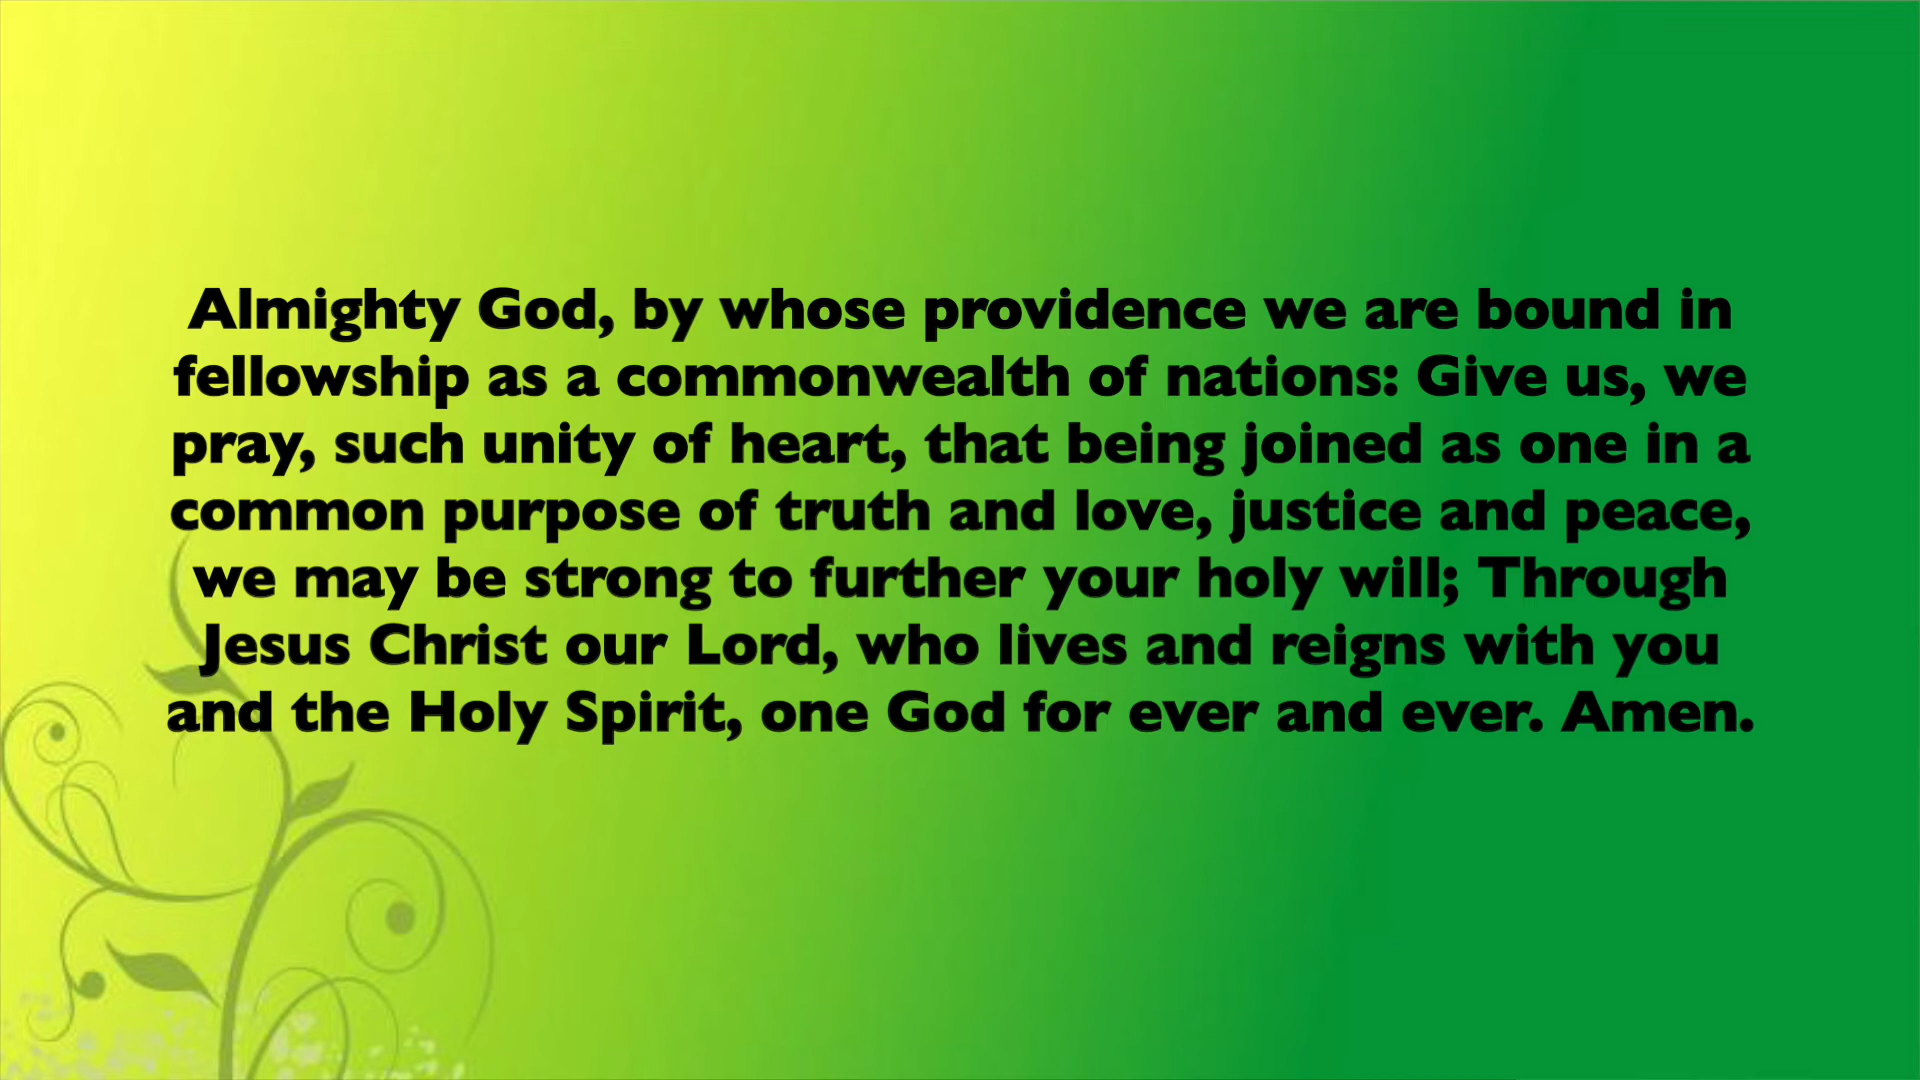 Almighty God, by whose providence we are bound in
fellowship as a commonwealth of nations: Give us, we
pray, such unity of heart, that being joined as one in a
common purpose of truth and love, justice and peace,
we may be strong to further your holy will; Through
Jesus Christ our Lord, who lives and reigns with you
and the Holy Spirit, one God for ever and ever. Amen.